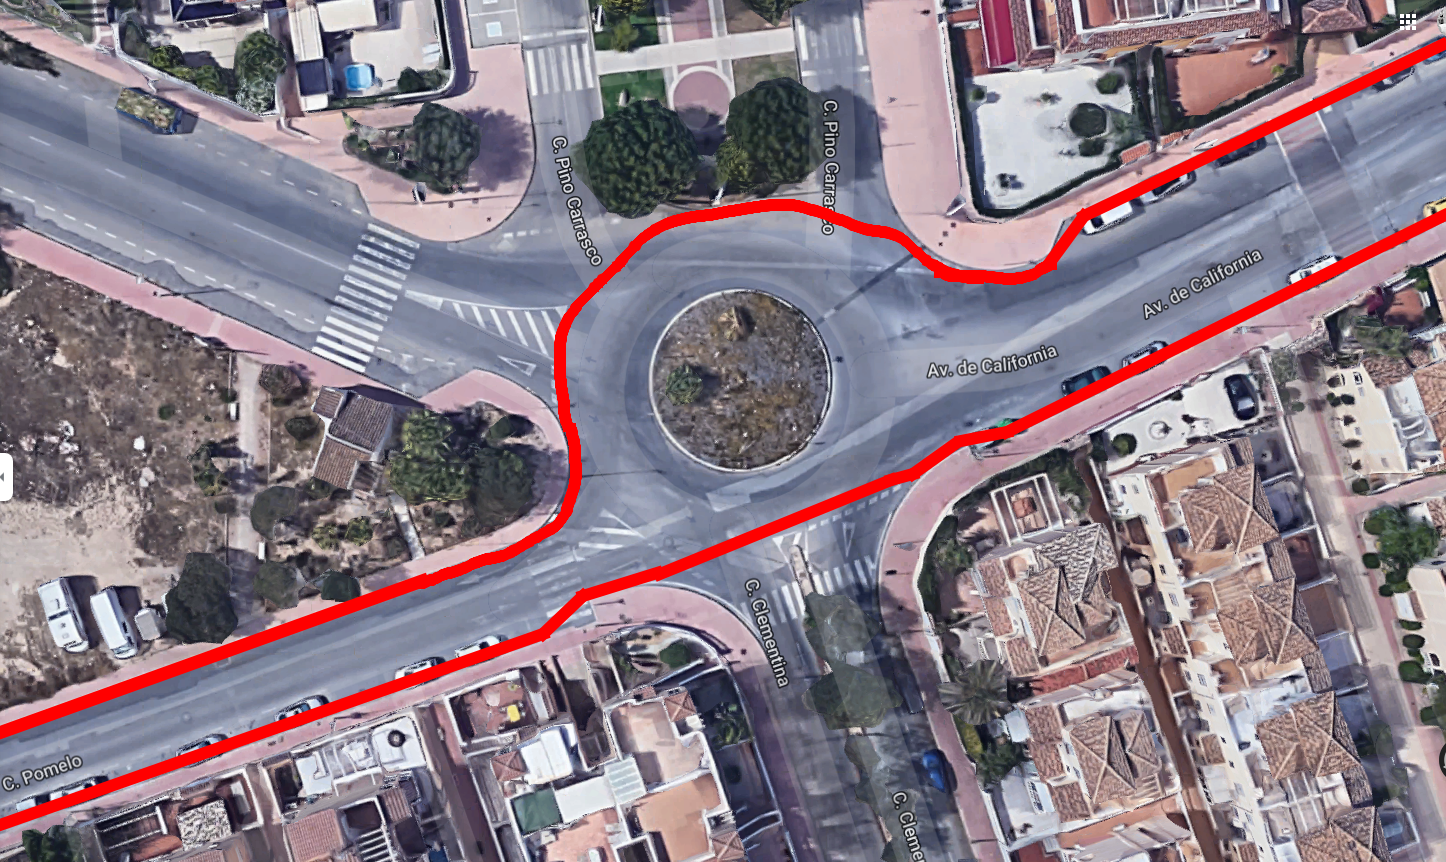 C. Pino Carrasco
C. Pino Carrasco
Av. de California
Av. de California
C. Clementina
C. Pomelo
C. Cleme